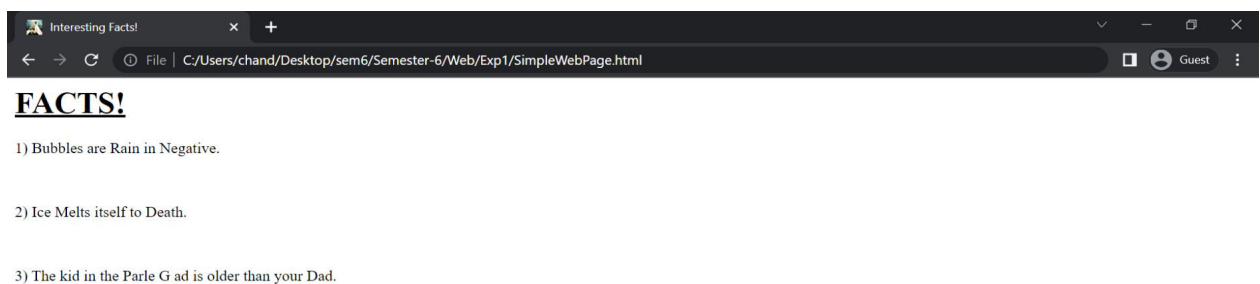 Interesting Facts!
File | C:/Users/chand/Desktop/sem6/Semester-6/Web/Exp1/SimpleWebPage.html
Guest
FACTS!
1) Bubbles are Rain in Negative.
2) Ice Melts itself to Death.
3) The kid in the Parle G ad is older than your Dad.